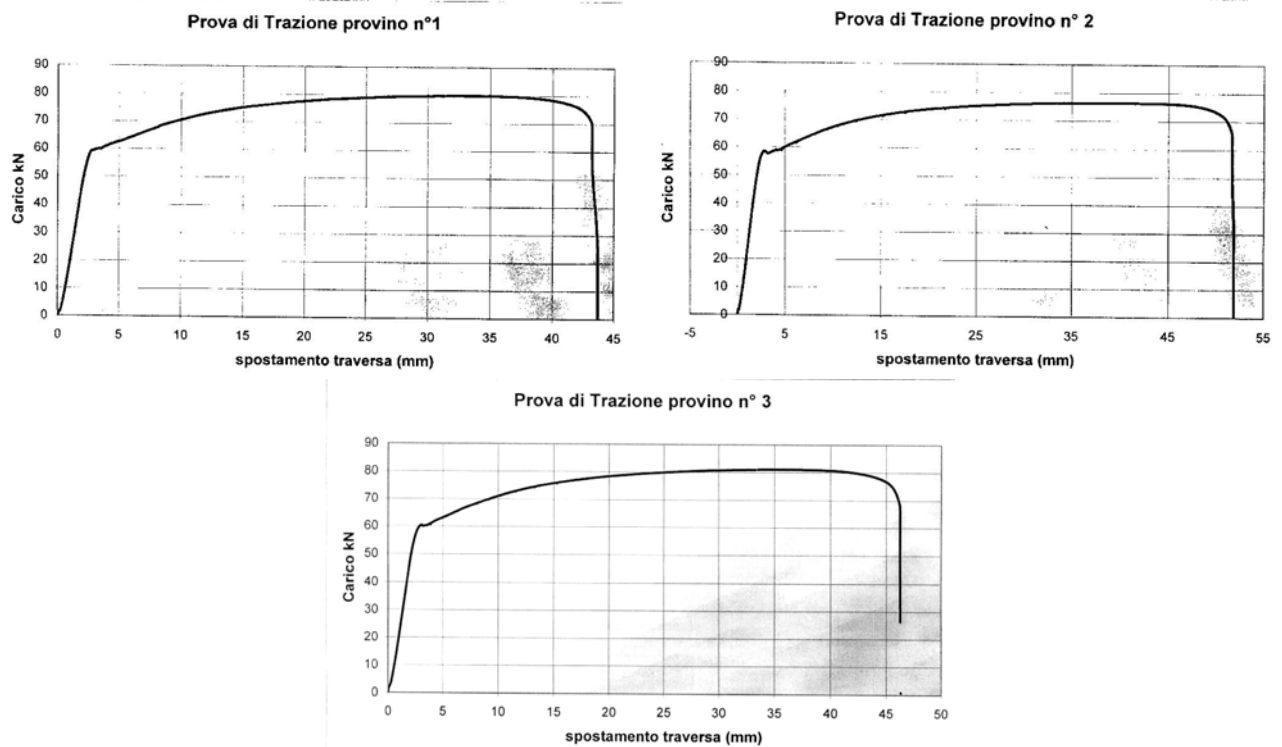 Prova di Trazione provino n°1
90
80
70
60
50
40
30
20
10
0
Carico kN
0 5 10 15 20 25 30 35 40 45
spostamento traversa (mm)
Prova di Trazione provino n° 2
90
80
70
60
50
40
30
20
10
0
Carico kN
-5 5 15 25 35 45 55
spostamento traversa (mm)
Prova di Trazione provino n° 3
90
80
70
60
50
40
30
20
10
0
Carico kN
0 5 10 15 20 25 30 35 40 45 50
spostamento traversa (mm)